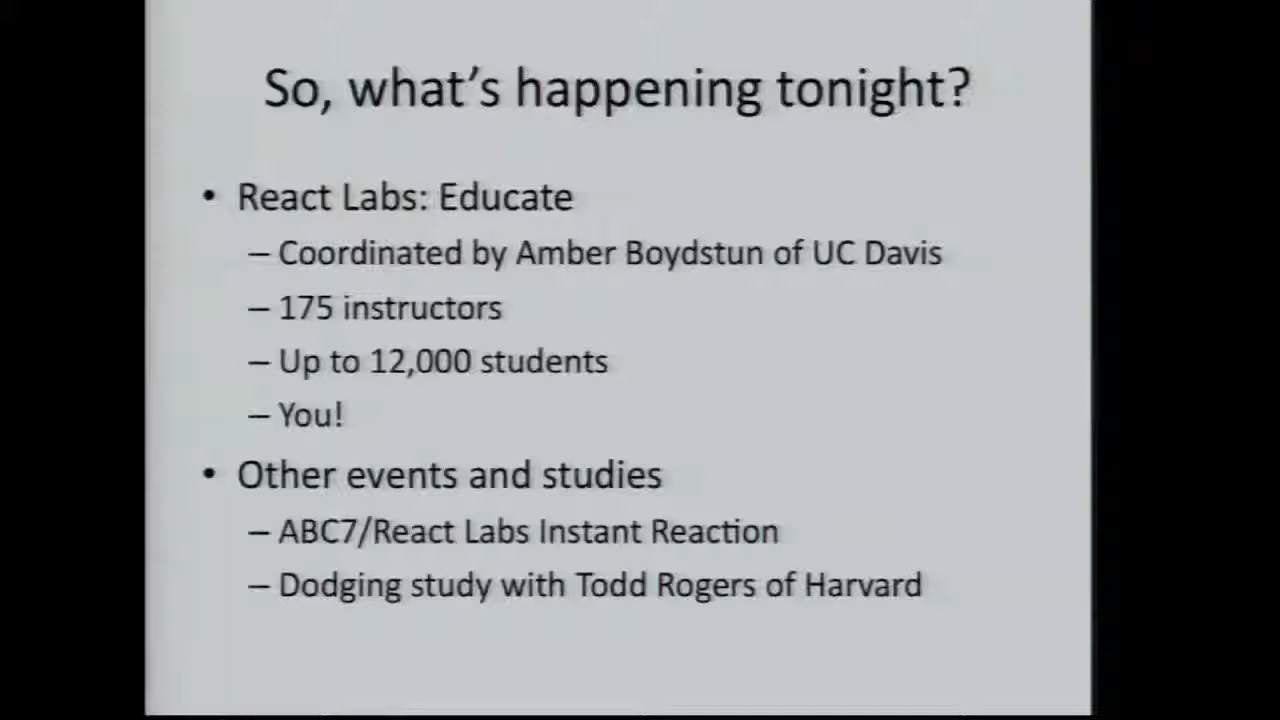 So, what's happening tonight?
• React Labs: Educate
– Coordinated by Amber Boydstun of UC Davis
– 175 instructors
– Up to 12,000 students
– You!
• Other events and studies
– ABC7/React Labs Instant Reaction
– Dodging study with Todd Rogers of Harvard